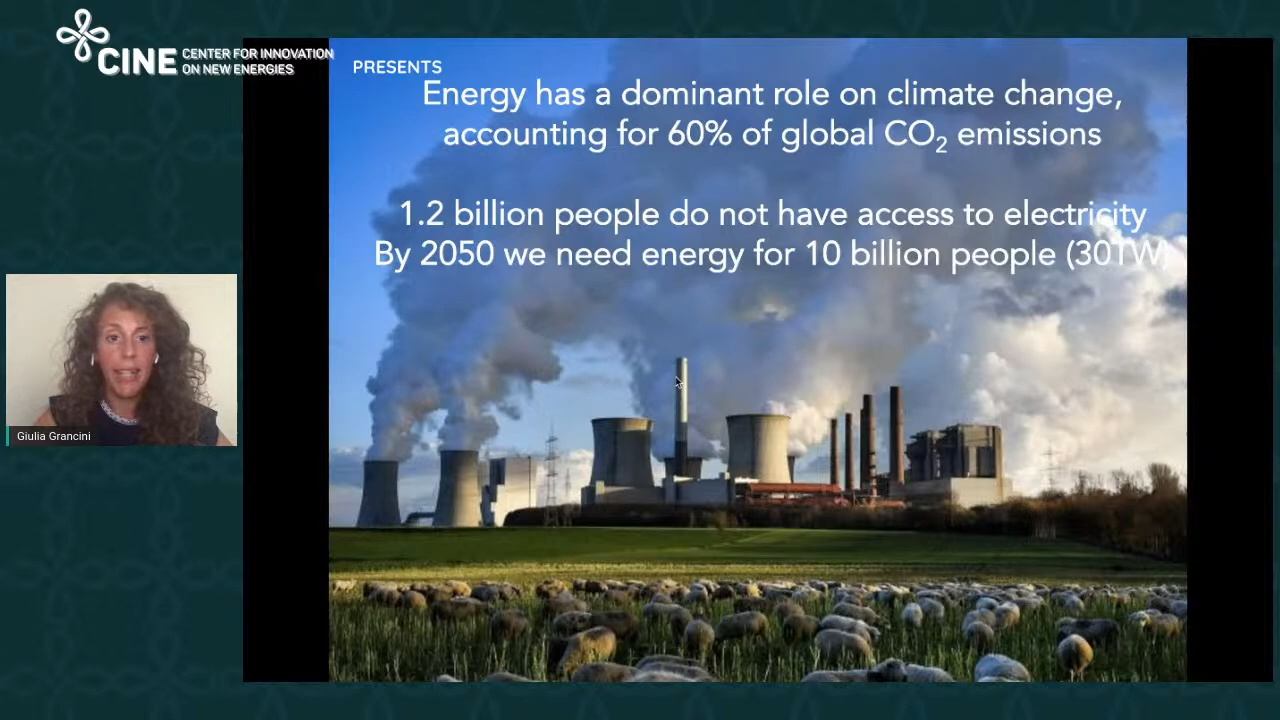 CINE CENTER FOR INNOVATION
ON NEW ENERGIES
PRESENTS
Energy has a dominant role on climate change,
accounting for 60% of global CO₂ emissions
1.2 billion people do not have access to electricity
By 2050 we need energy for 10 billion people (30TW)
Giulia Grancini